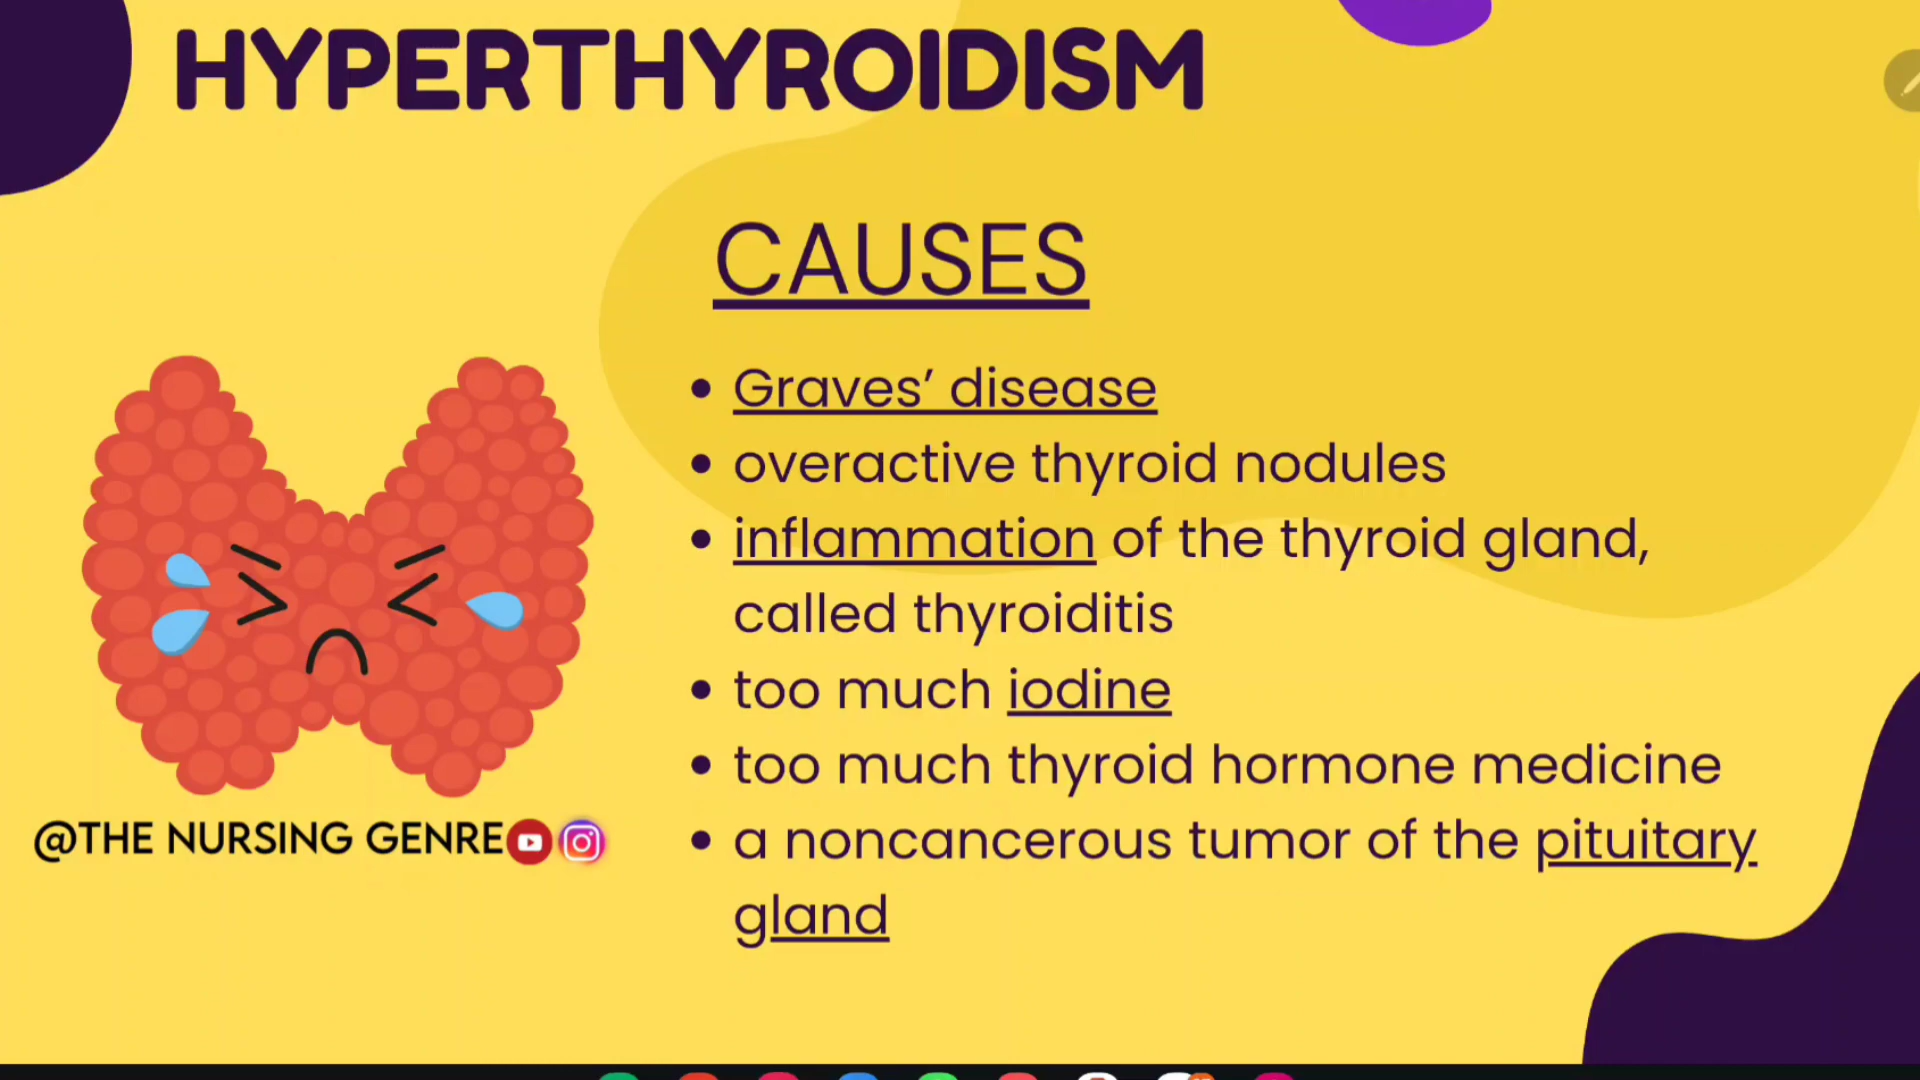 HYPERTHYROIDISM
CAUSES
• Graves’ disease
• overactive thyroid nodules
• inflammation of the thyroid gland,
called thyroiditis
• too much iodine
• too much thyroid hormone medicine
• a noncancerous tumor of the pituitary
gland
@THE NURSING GENRE